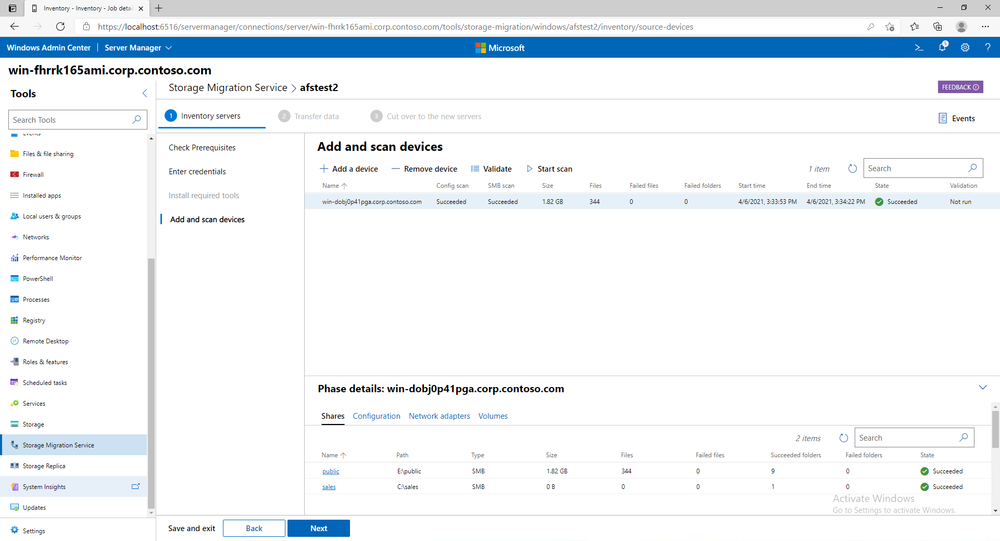 Inventory - Inventory - Job detai
https://localhost:6516/servermanager/connections/server/win-fhrrk165ami.corp.contoso.com/tools/storage-migration/windows/afstest2/inventory/source-devices
Windows Admin Center
Server Manager
Microsoft
5
win-fhrrk165ami.corp.contoso.com
Tools
Search Tools
Events
Files & file sharing
Firewall
Installed apps
Local users & groups
Networks
Performance Monitor
PowerShell
Processes
Registry
Remote Desktop
Roles & features
Scheduled tasks
Services
Storage
Storage Migration Service
Storage Replica
System Insights
Updates
Settings
Storage Migration Service > afstest2
FEEDBACK
1 Inventory servers
2 Transfer data
3 Cut over to the new servers
Events
Check Prerequisites
Enter credentials
Install required tools
Add and scan devices
Add and scan devices
Add a device
Remove device
Validate
Start scan
1 item
Search
Name Config scan SMB scan Size Files Failed files Failed folders Start time End time State Validation
win-dobj0p41pga.corp.contoso.com Succeeded Succeeded 1.82 GB 344 0 0 4/6/2021, 3:33:53 PM 4/6/2021, 3:34:22 PM Succeeded Not run
Phase details: win-dobj0p41pga.corp.contoso.com
Shares Configuration Network adapters Volumes
2 items
Search
Name Path Type Size Files Failed files Succeeded folders Failed folders State
public E:\public SMB 1.82 GB 344 0 9 0 Succeeded
sales C:\sales SMB 0 B 0 0 1 0 Succeeded
Activate Windows
Go to Settings to activate Windows.
Save and exit
Back
Next